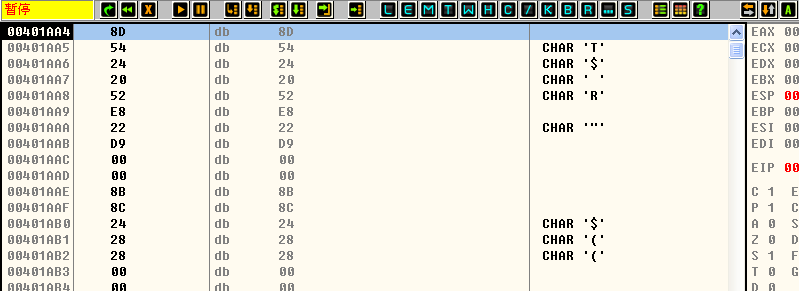 暂停 L E M T W H C / K B R ... S ?  A
00401AA4 8D db 8D EAX 00
00401AA5 54 db 54 CHAR 'T' ECX 00
00401AA6 24 db 24 CHAR '$' EDX 00
00401AA7 20 db 20 CHAR ' ' EBX 00
00401AA8 52 db 52 CHAR 'R' ESP 00
00401AA9 E8 db E8 EBP 00
00401AAA 22 db 22 CHAR '"' ESI 00
00401AAB D9 db D9 EDI 00
00401AAC 00 db 00 EIP 00
00401AAD 00 db 00
00401AAE 8B db 8B C 1 E
00401AAF 8C db 8C P 1 C
00401AB0 24 db 24 CHAR '$' A 0 S
00401AB1 28 db 28 CHAR '(' Z 0 D
00401AB2 28 db 28 CHAR '(' S 1 F
00401AB3 00 db 00 T 0 G
00401AB4 00 db 00 D 0